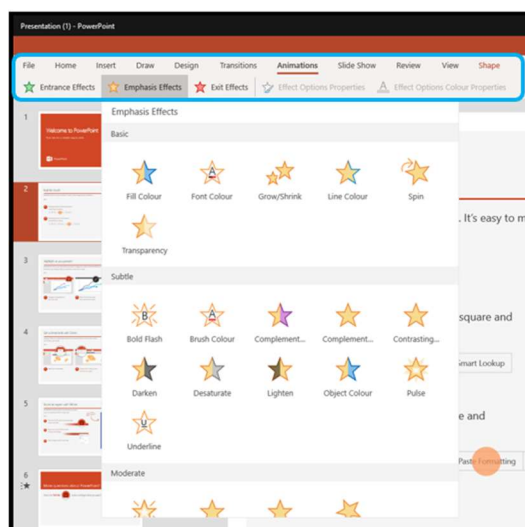 Presentation (1) - PowerPoint
File Home Insert Draw Design Transitions Animations Slide Show Review View Shape
Entrance Effects Emphasis Effects Exit Effects Effect Options Properties A Effect Options Colour Properties
Emphasis Effects
Basic
1
Welcome to PowerPoint
Fill Colour Font Colour Grow/Shrink Line Colour Spin
2
. It's easy to m
Transparency
3
Subtle
square and
4
Bold Flash Brush Colour Complement... Complement... Contrasting...
Smart Lookup
Darken Desaturate Lighten Object Colour Pulse
5
e and
Underline
Paste Formatting
6
Moderate